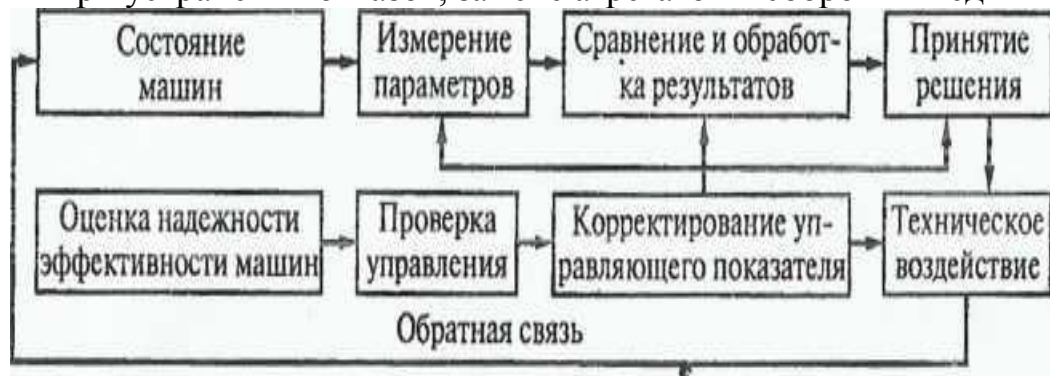 Состояние
машин
Измерение
параметров
Сравнение и обработ-
ка результатов
Принятие
решения
Оценка надежности
эффективности машин
Проверка
управления
Корректирование уп-
равляющего показателя
Техническое
воздействие
Обратная связь